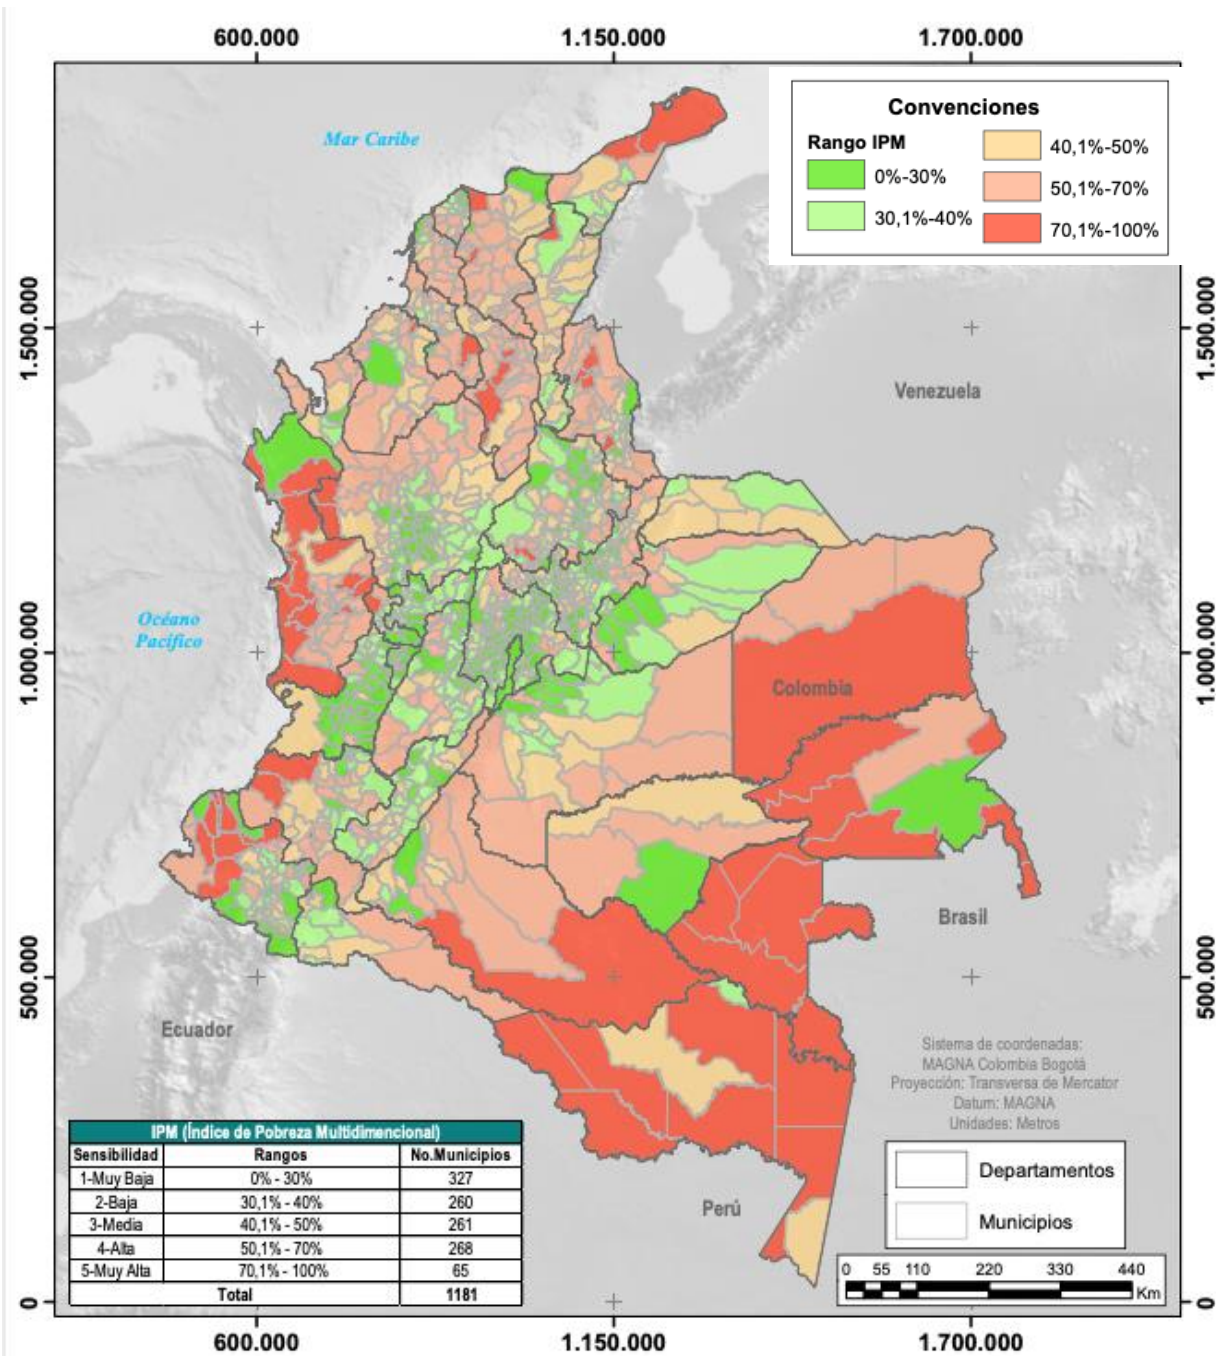 600.000 1.150.000 1.700.000
Convenciones
Rango IPM
0%-30%
30,1%-40%
40,1%-50%
50,1%-70%
70,1%-100%
Mar Caribe
1.500.000 1.500.000
Venezuela
Océano
Pacífico
1.000.000 1.000.000
Colombia
Brasil
500.000 500.000
Ecuador
Sistema de coordenadas:
MAGNA Colombia Bogotá
Proyección: Transversa de Mercator
Datum: MAGNA
Unidades: Metros
IPM (Índice de Pobreza Multidimencional)
Sensibilidad Rangos No.Municipios
1-Muy Baja 0% - 30% 327
2-Baja 30,1% - 40% 260
3-Media 40,1% - 50% 261
4-Alta 50,1% - 70% 268
5-Muy Alta 70,1% - 100% 65
Total 1181
Perú
Departamentos
Municipios
0 55 110 220 330 440
Km
0 0
600.000 1.150.000 1.700.000